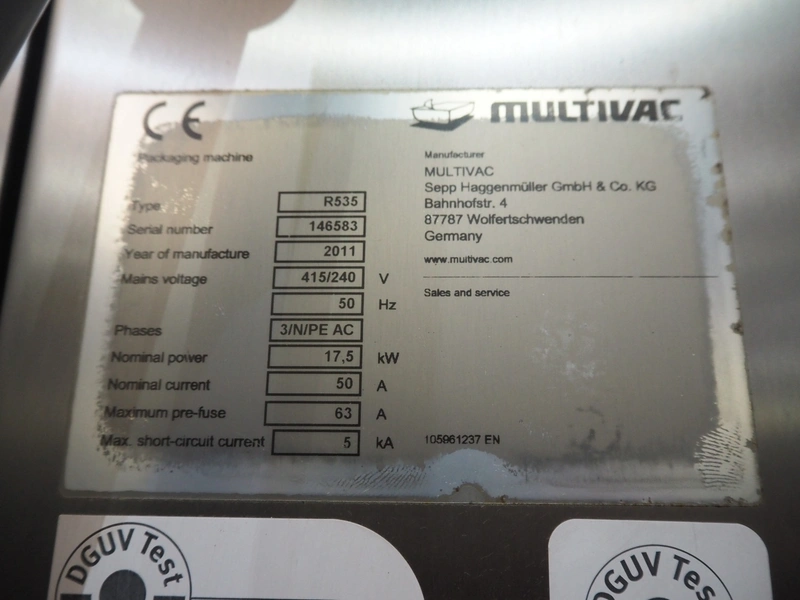 CE
MULTIVAC
Packaging machine
Type R535
Serial number 146583
Year of manufacture 2011
Mains voltage 415/240 V
50 Hz
Phases 3/N/PE AC
Nominal power 17,5 kW
Nominal current 50 A
Maximum pre-fuse 63 A
Max. short-circuit current 5 kA
Manufacturer
MULTIVAC
Sepp Haggenmüller GmbH & Co. KG
Bahnhofstr. 4
87787 Wolfertschwenden
Germany
www.multivac.com
Sales and service
105961237 EN
DGUV Test
DGUV Test